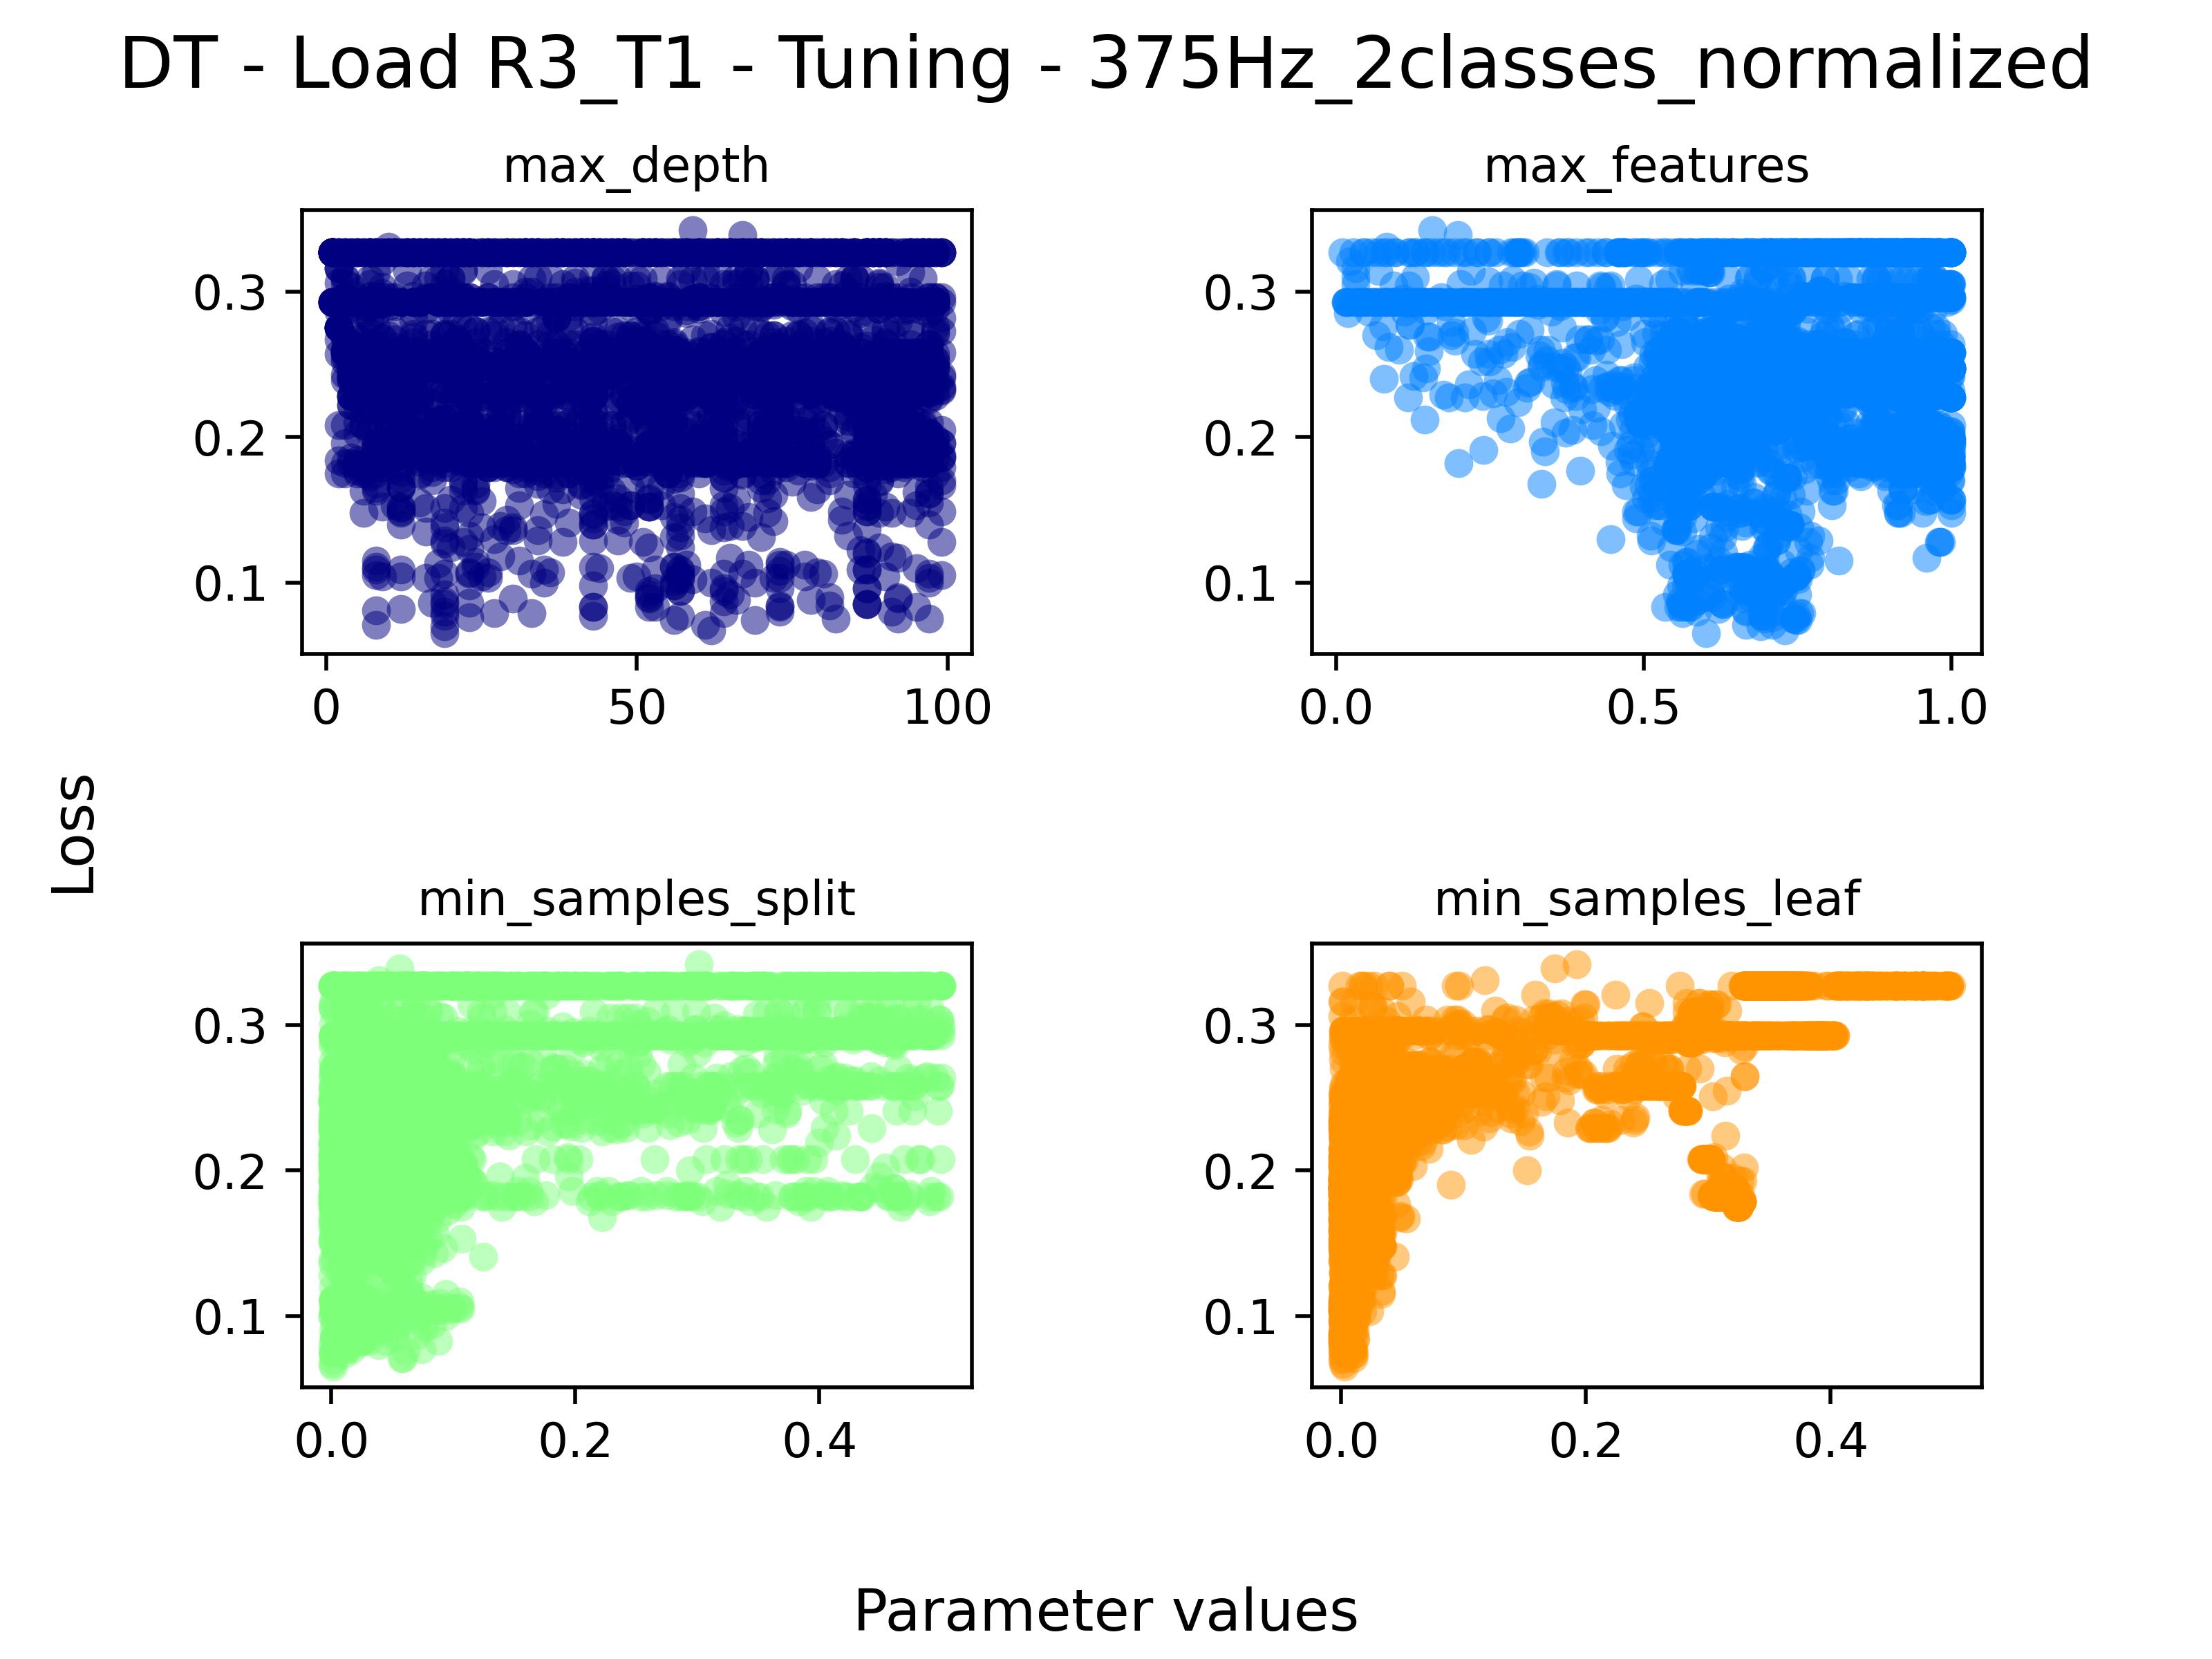 DT - Load R3_T1 - Tuning - 375Hz_2classes_normalized
max_depth
0.3
0.2
0.1
0 50 100
max_features
0.3
0.2
0.1
0.0 0.5 1.0
Loss
min_samples_split
0.3
0.2
0.1
0.0 0.2 0.4
min_samples_leaf
0.3
0.2
0.1
0.0 0.2 0.4
Parameter values